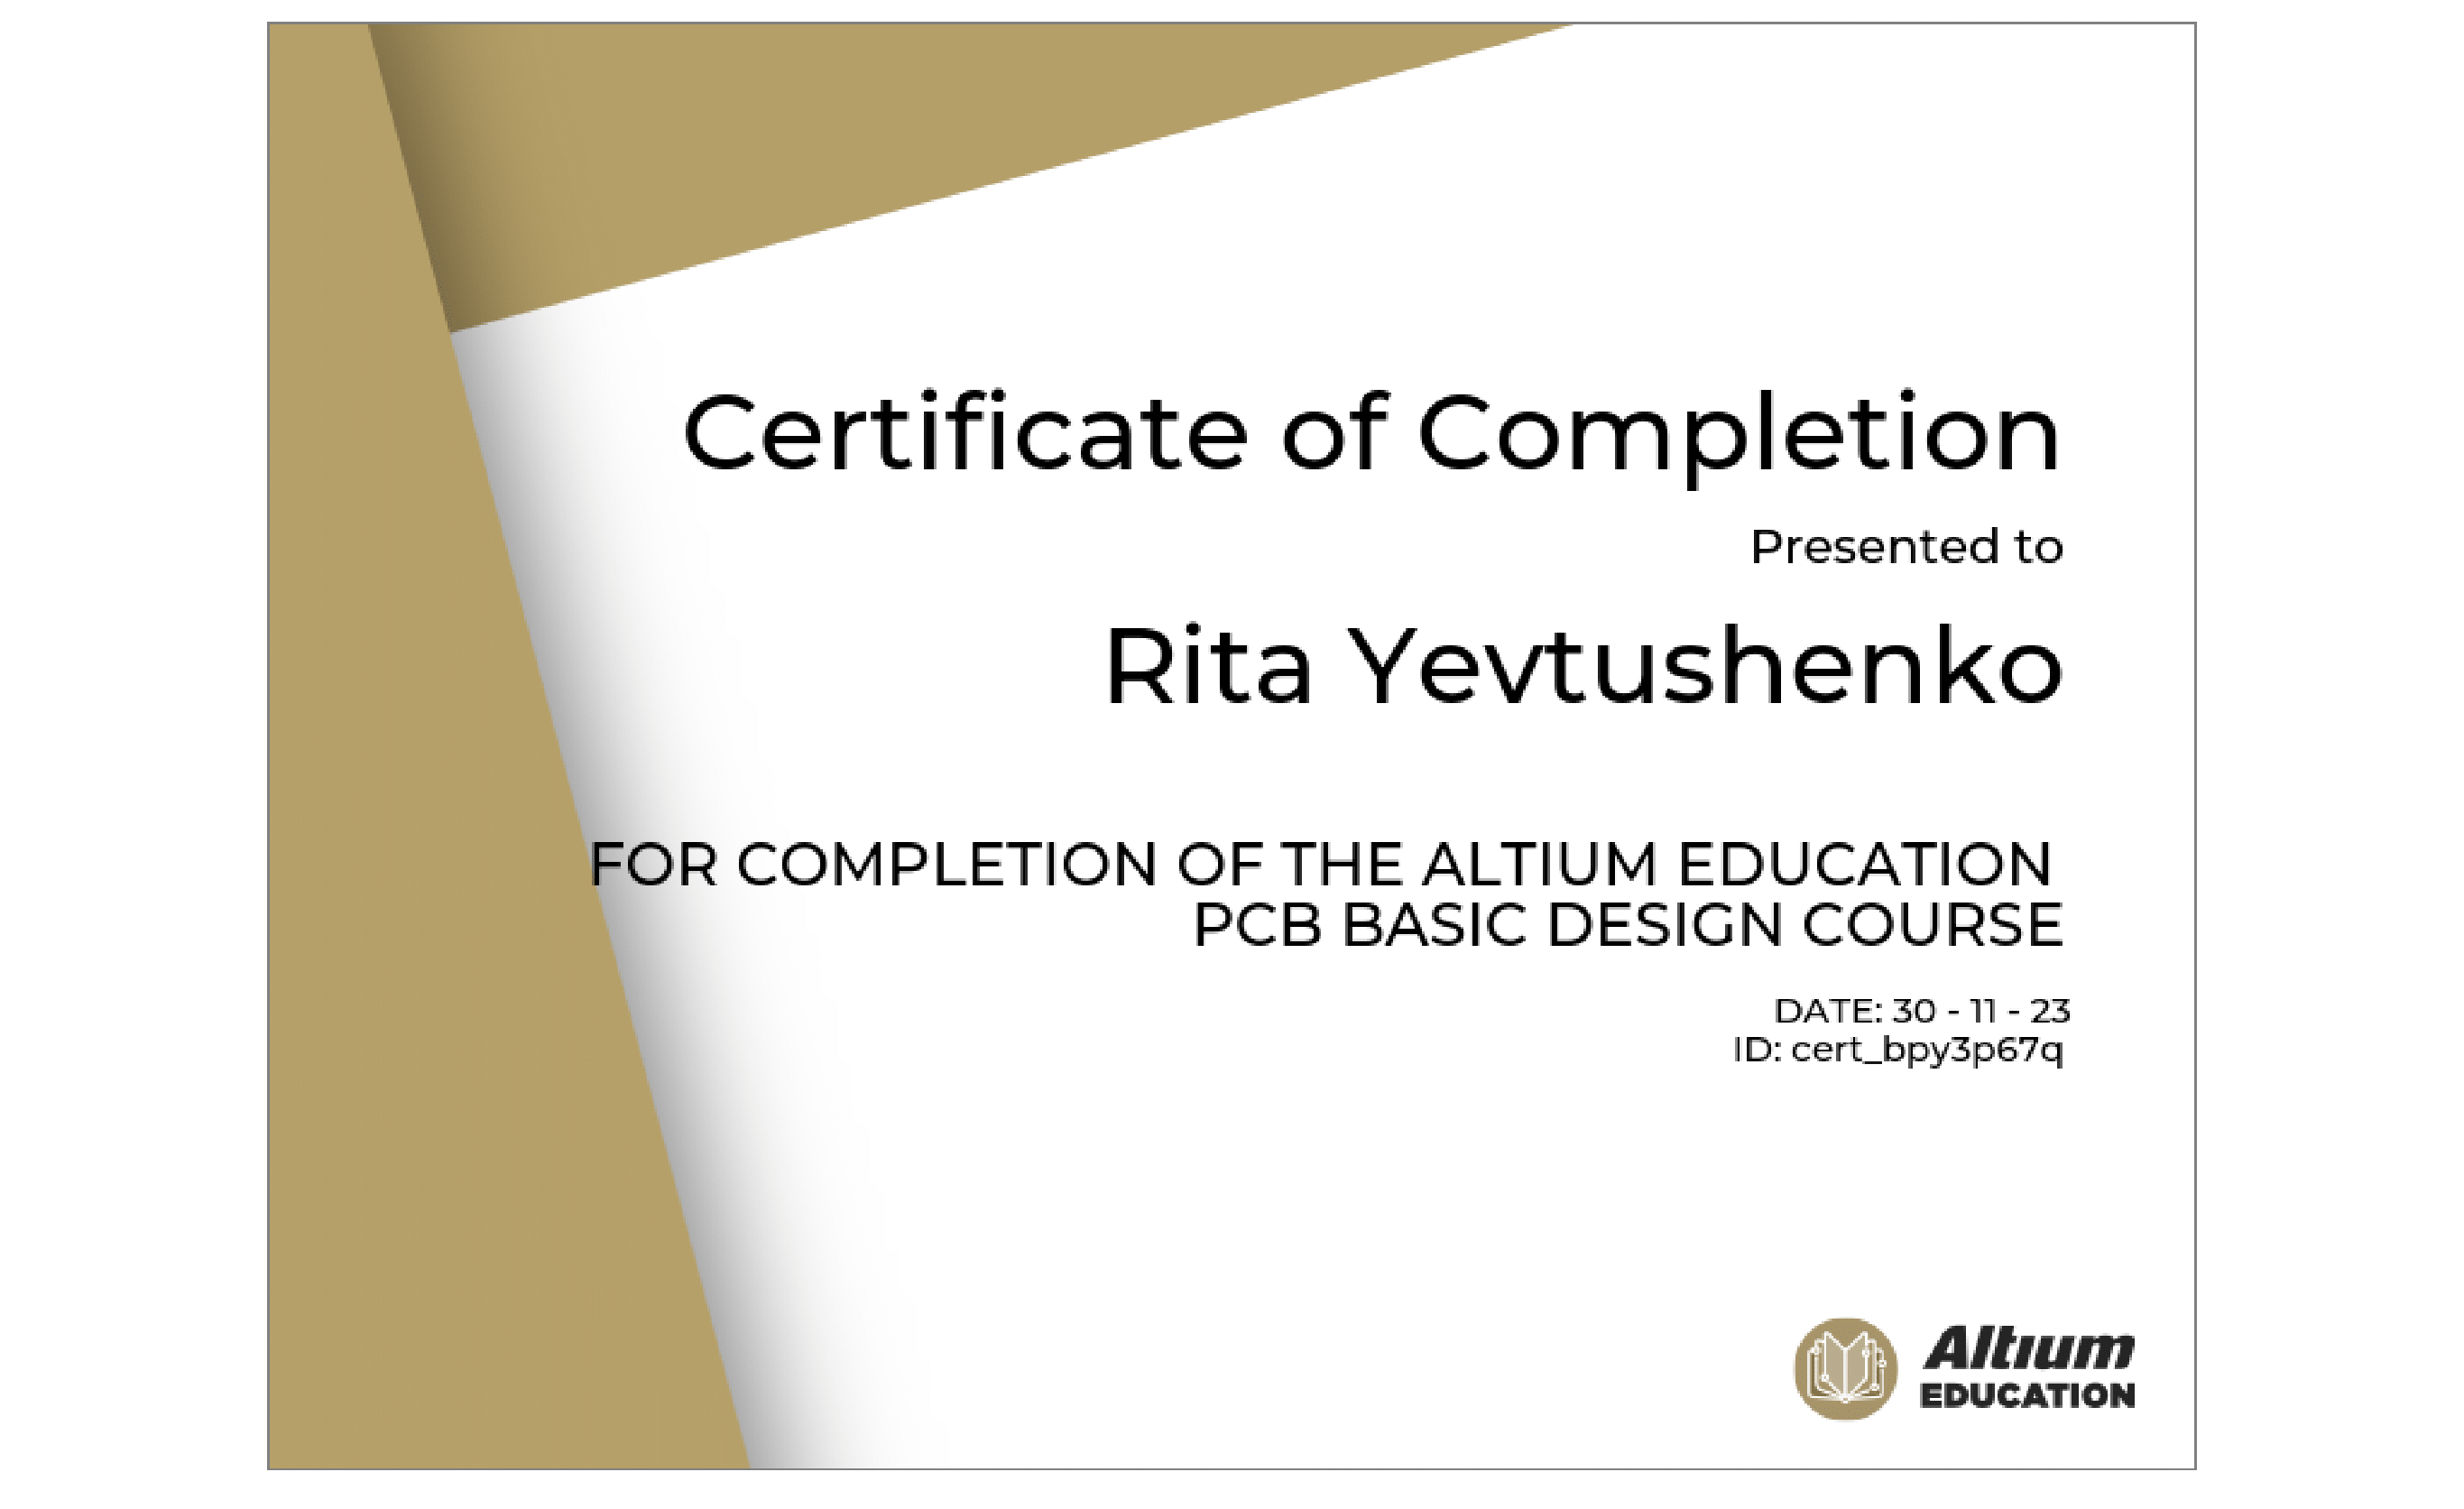 Certificate of Completion
Presented to
Rita Yevtushenko
FOR COMPLETION OF THE ALTIUM EDUCATION
PCB BASIC DESIGN COURSE
DATE: 30 - 11 - 23
ID: cert_bpy3p67q
Altium
EDUCATION